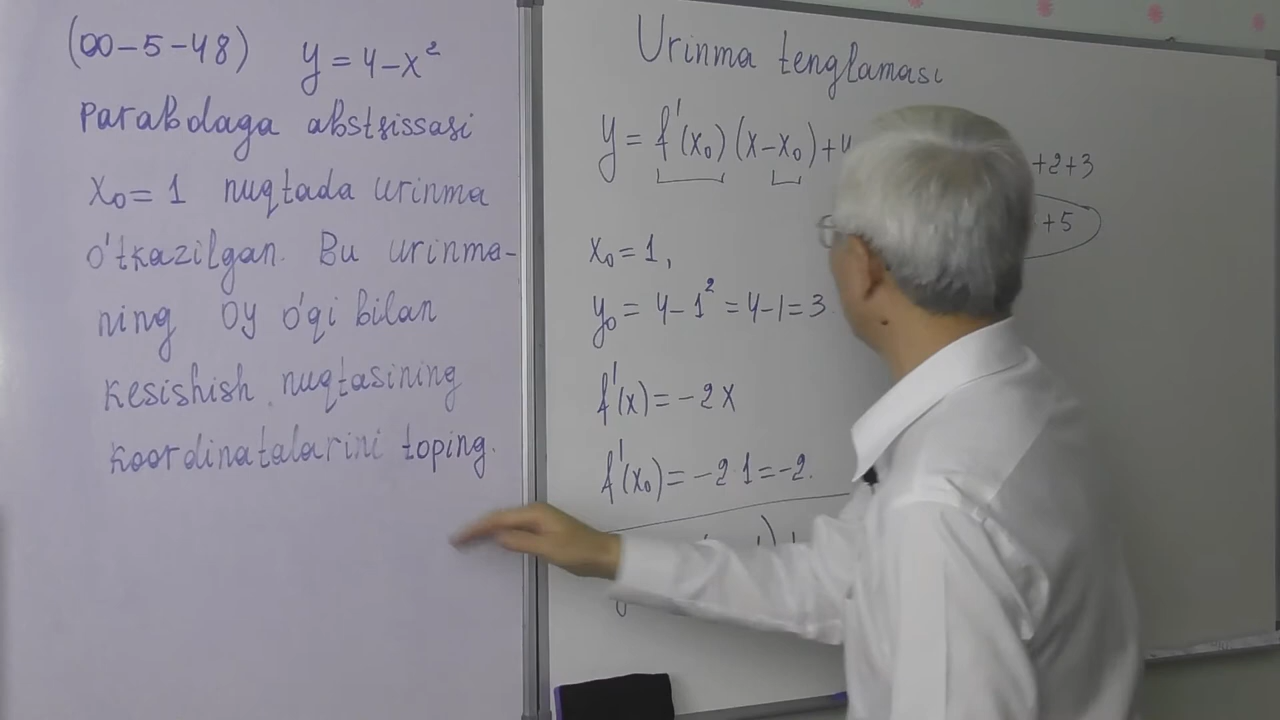 (00-5-48) y = 4-x²
Parabolaga abstsissasi
x₀ = 1 nuqtada urinma
o'tkazilgan. Bu urinma-
ning Oy o'qi bilan
kesishish nuqtasining
koordinatalarini toping.
Urinma tenglamasi
y = f'(x₀)(x-x₀)+
x₀ = 1,
y₀ = 4-1² = 4-1 = 3
f'(x) = -2x
f'(x₀) = -2·1 = -2.
+2+3
+5